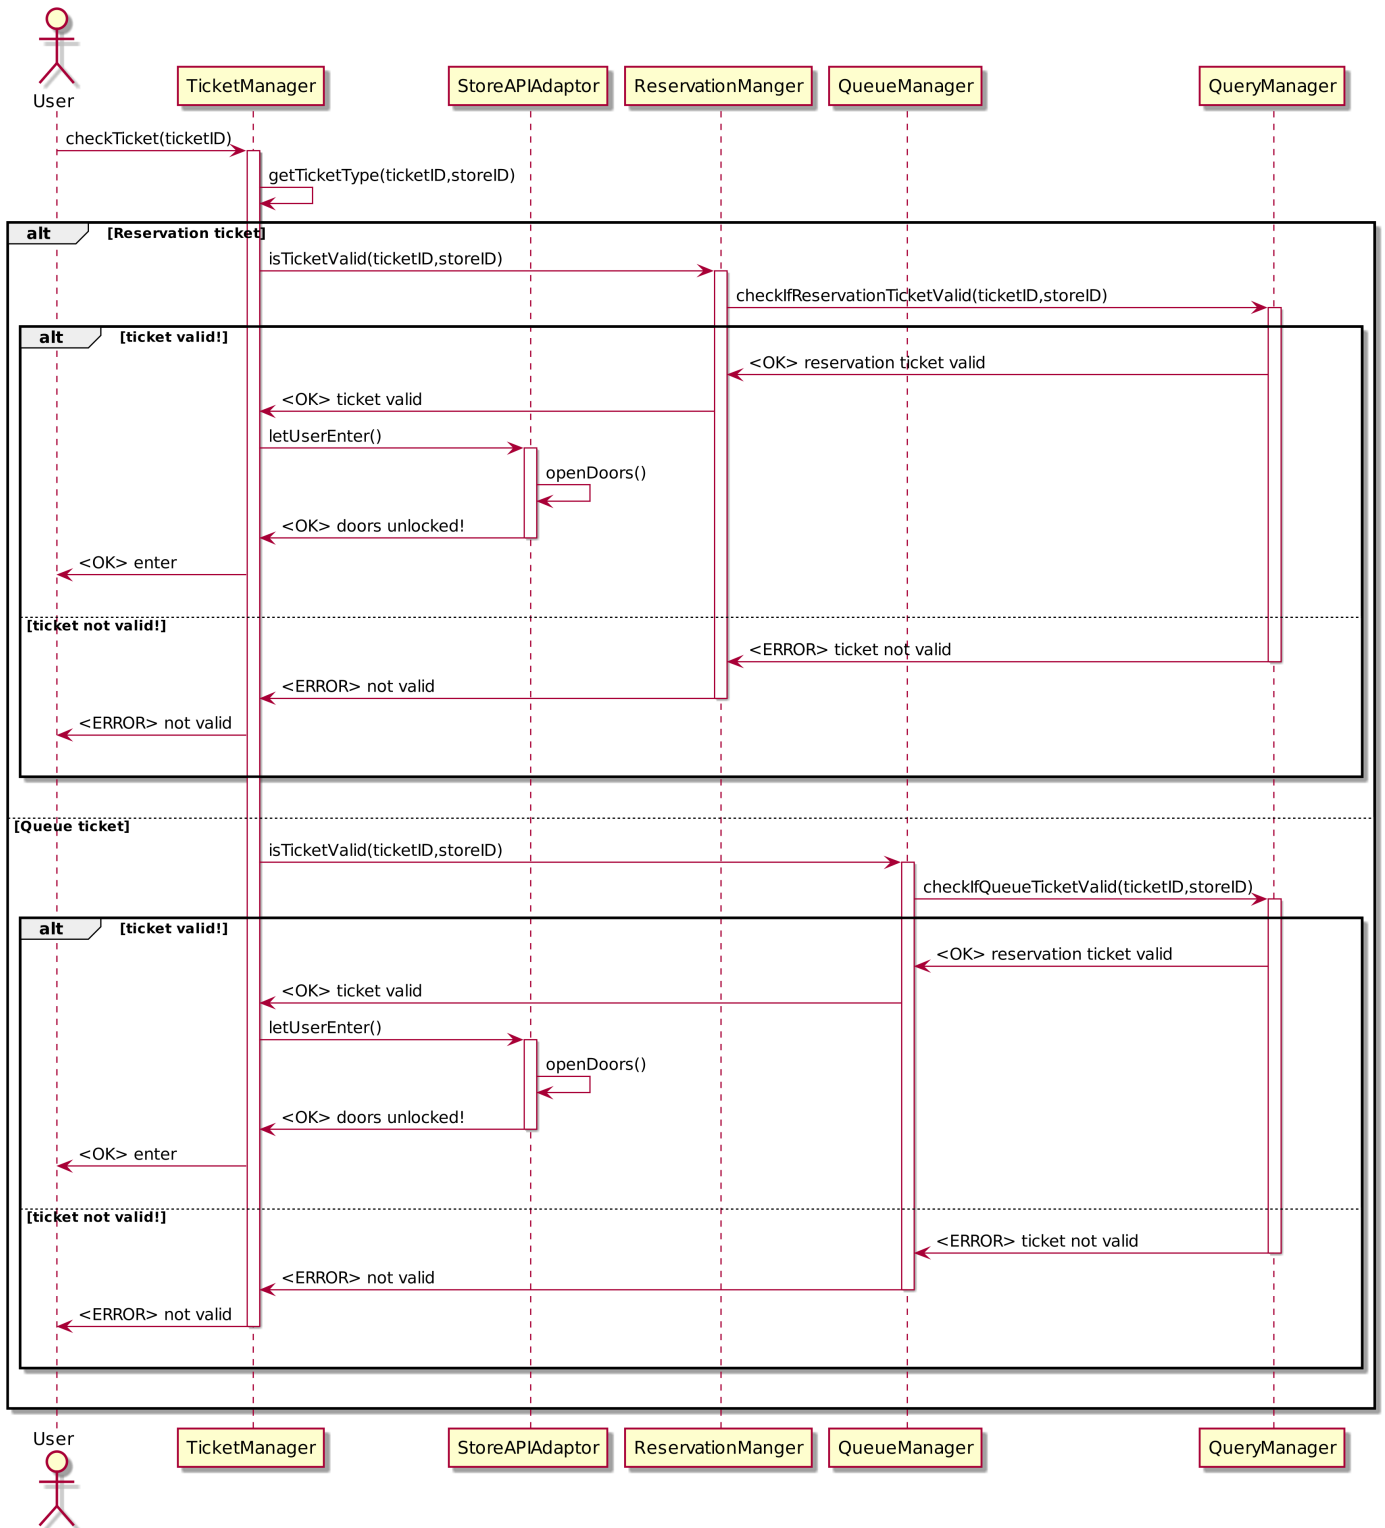 User
TicketManager
StoreAPIAdaptor
ReservationManger
QueueManager
QueryManager
checkTicket(ticketID)
getTicketType(ticketID,storeID)
alt
[Reservation ticket]
isTicketValid(ticketID,storeID)
checkIfReservationTicketValid(ticketID,storeID)
alt
[ticket valid!]
<OK> reservation ticket valid
<OK> ticket valid
letUserEnter()
openDoors()
<OK> doors unlocked!
<OK> enter
[ticket not valid!]
<ERROR> ticket not valid
<ERROR> not valid
<ERROR> not valid
[Queue ticket]
isTicketValid(ticketID,storeID)
checkIfQueueTicketValid(ticketID,storeID)
alt
[ticket valid!]
<OK> reservation ticket valid
<OK> ticket valid
letUserEnter()
openDoors()
<OK> doors unlocked!
<OK> enter
[ticket not valid!]
<ERROR> ticket not valid
<ERROR> not valid
<ERROR> not valid
User
TicketManager
StoreAPIAdaptor
ReservationManger
QueueManager
QueryManager